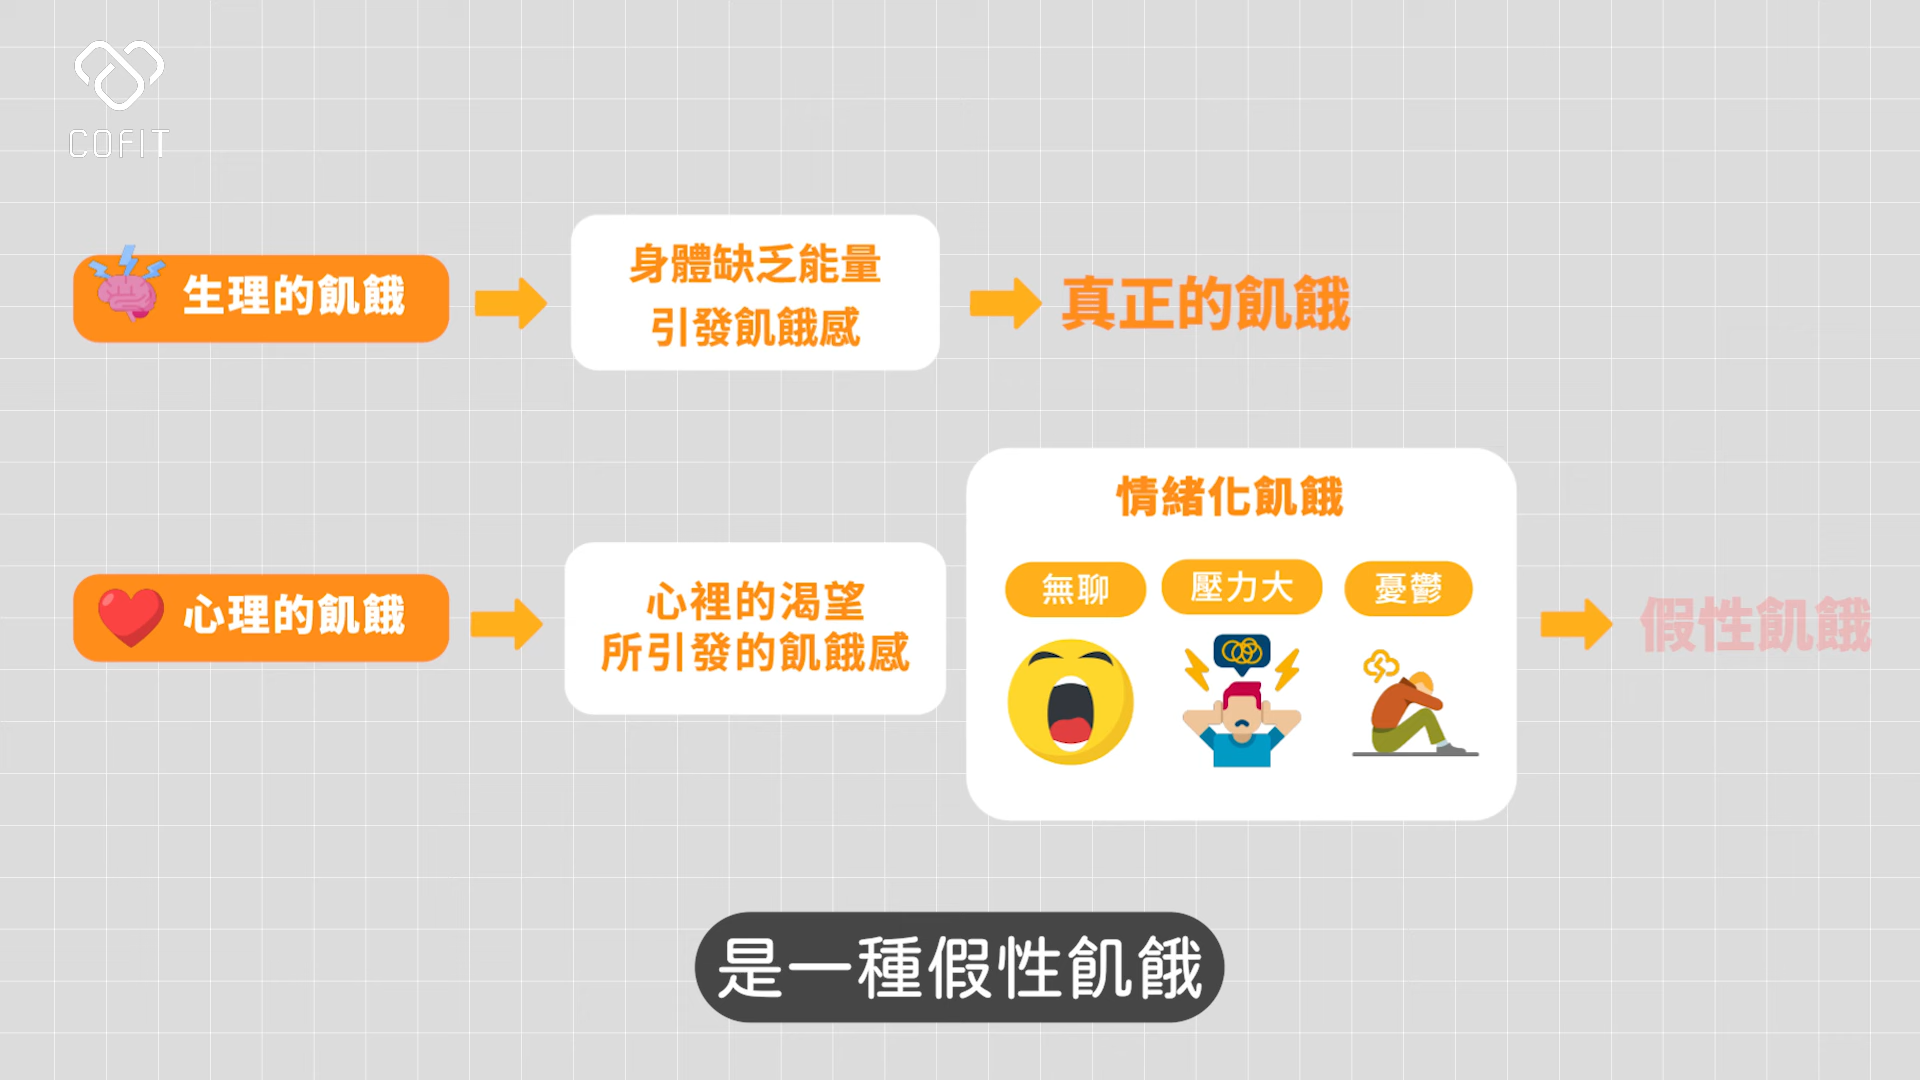 COFIT
生理的飢餓
身體缺乏能量
引發飢餓感
真正的飢餓
心理的飢餓
心裡的渴望
所引發的飢餓感
情緒化飢餓
無聊
壓力大
憂鬱
假性飢餓
是一種假性飢餓